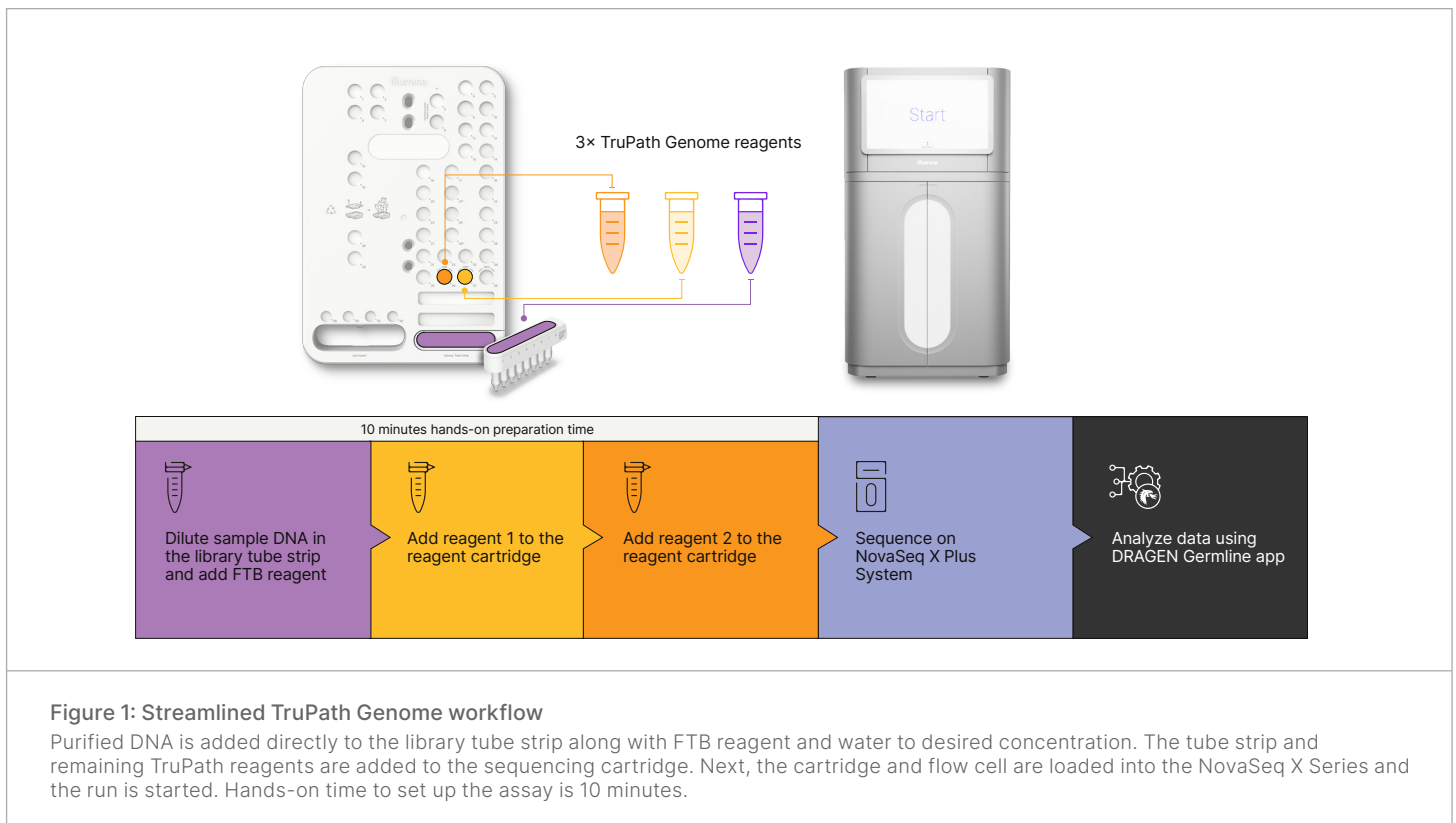 illumina
3× TruPath Genome reagents
Start
illumina
Library Tube Strip
10 minutes hands-on preparation time
Dilute sample DNA in
the library tube strip
and add FTB reagent
Add reagent 1 to the
reagent cartridge
Add reagent 2 to the
reagent cartridge
Sequence on
NovaSeq X Plus
System
Analyze data using
DRAGEN Germline app
Figure 1: Streamlined TruPath Genome workflow
Purified DNA is added directly to the library tube strip along with FTB reagent and water to desired concentration. The tube strip and
remaining TruPath reagents are added to the sequencing cartridge. Next, the cartridge and flow cell are loaded into the NovaSeq X Series and
the run is started. Hands-on time to set up the assay is 10 minutes.